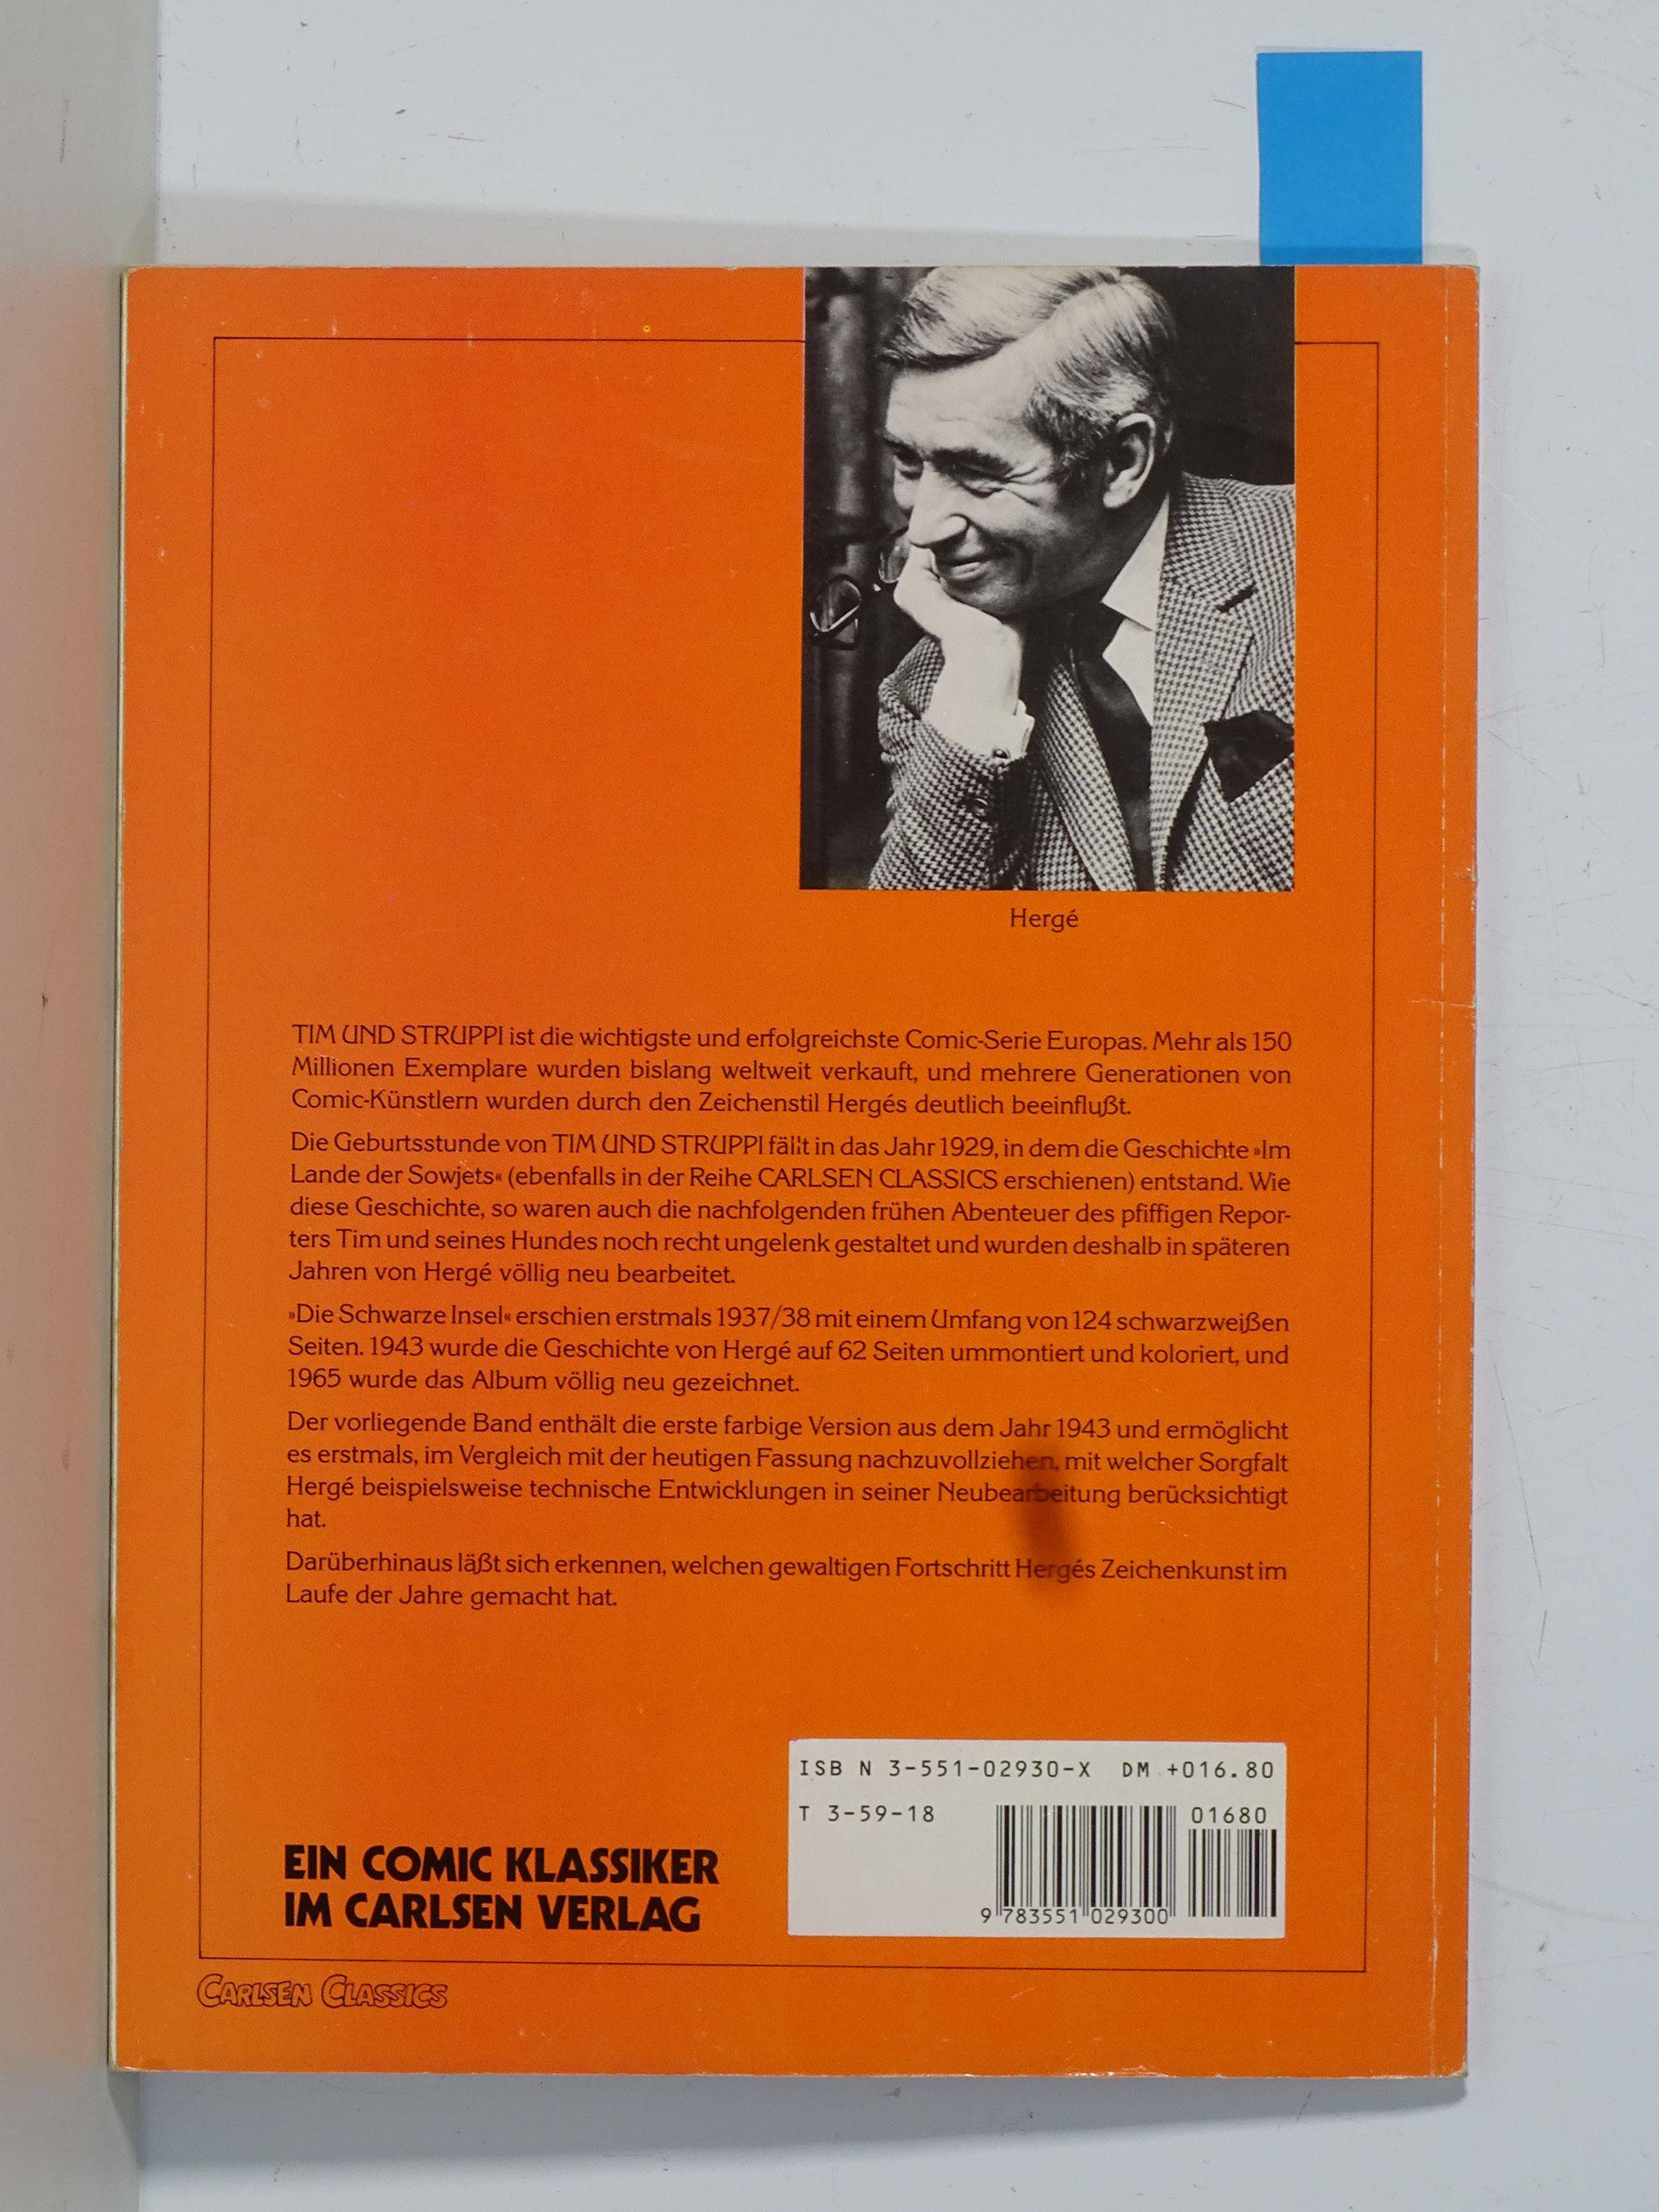 Hergé
TIM UND STRUPPI ist die wichtigste und erfolgreichste Comic-Serie Europas. Mehr als 150
Millionen Exemplare wurden bislang weltweit verkauft, und mehrere Generationen von
Comic-Künstlern wurden durch den Zeichenstil Hergés deutlich beeinflußt.
Die Geburtsstunde von TIM UND STRUPPI fällt in das Jahr 1929, in dem die Geschichte »Im
Lande der Sowjets« (ebenfalls in der Reihe CARLSEN CLASSICS erschienen) entstand. Wie
diese Geschichte, so waren auch die nachfolgenden frühen Abenteuer des pfiffigen Repor-
ters Tim und seines Hundes noch recht ungelenk gestaltet und wurden deshalb in späteren
Jahren von Hergé völlig neu bearbeitet.
»Die Schwarze Insel« erschien erstmals 1937/38 mit einem Umfang von 124 schwarzweißen
Seiten. 1943 wurde die Geschichte von Hergé auf 62 Seiten ummontiert und koloriert, und
1965 wurde das Album völlig neu gezeichnet.
Der vorliegende Band enthält die erste farbige Version aus dem Jahr 1943 und ermöglicht
es erstmals, im Vergleich mit der heutigen Fassung nachzuvollziehen, mit welcher Sorgfalt
Hergé beispielsweise technische Entwicklungen in seiner Neubearbeitung berücksichtigt
hat.
Darüberhinaus läßt sich erkennen, welchen gewaltigen Fortschritt Hergés Zeichenkunst im
Laufe der Jahre gemacht hat.
ISB N 3-551-02930-X DM +016.80
T 3-59-18 01680
9 783551 029300
EIN COMIC KLASSIKER
IM CARLSEN VERLAG
CARLSEN CLASSICS